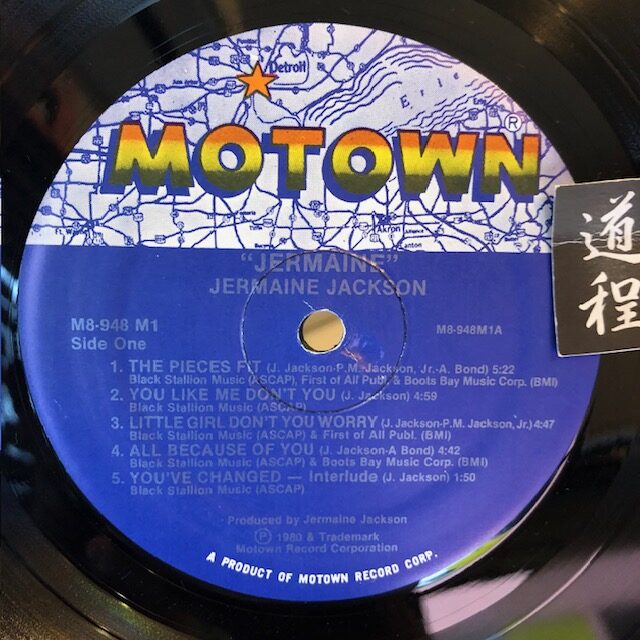 Detroit
Erie
MOTOWN®
Akron
"JERMAINE"
JERMAINE JACKSON
M8-948 M1
Side One
M8-948M1A
1. THE PIECES FIT (J. Jackson-P.M. Jackson, Jr.-A. Bond) 5:22
Black Stallion Music (ASCAP), First of All Publ. & Boots Bay Music Corp. (BMI)
2. YOU LIKE ME DON'T YOU (J. Jackson) 4:59
Black Stallion Music (ASCAP)
3. LITTLE GIRL DON'T YOU WORRY (J. Jackson-P.M. Jackson, Jr.) 4:47
Black Stallion Music (ASCAP) & First of All Publ. (BMI)
4. ALL BECAUSE OF YOU (J. Jackson-A Bond) 4:42
Black Stallion Music (ASCAP) & Boots Bay Music Corp. (BMI)
5. YOU'VE CHANGED — Interlude (J. Jackson) 1:50
Black Stallion Music (ASCAP)
Produced by Jermaine Jackson
Ⓟ 1980 & Trademark
Motown Record Corporation
A PRODUCT OF MOTOWN RECORD CORP.
道程